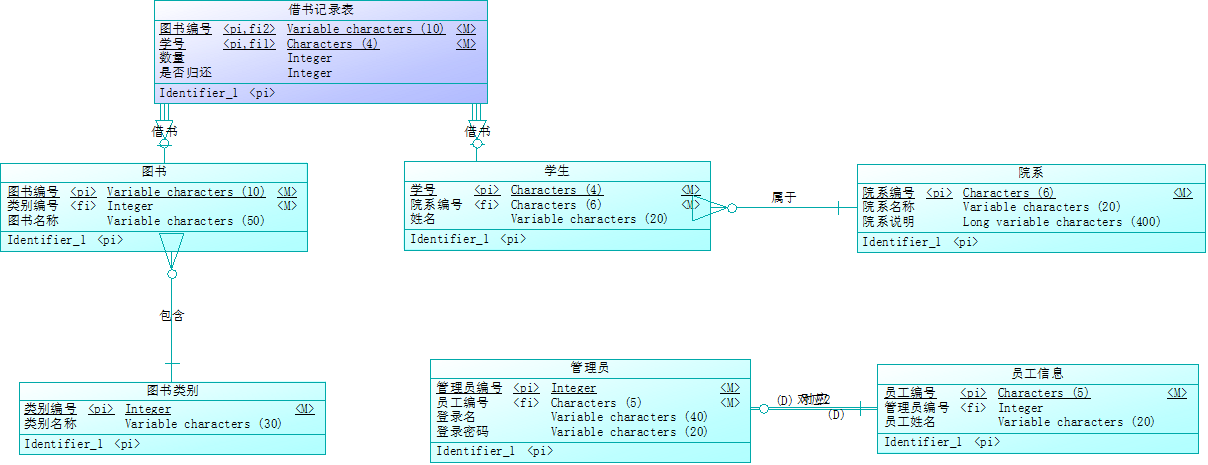 借书记录表
图书编号 <pi,fi2> Variable characters (10) <M>
学号 <pi,fi1> Characters (4) <M>
数量 Integer
是否归还 Integer
Identifier_1 <pi>
借书
借书
图书
图书编号 <pi> Variable characters (10) <M>
类别编号 <fi> Integer <M>
图书名称 Variable characters (50)
Identifier_1 <pi>
学生
学号 <pi> Characters (4) <M>
院系编号 <fi> Characters (6) <M>
姓名 Variable characters (20)
Identifier_1 <pi>
属于
院系
院系编号 <pi> Characters (6) <M>
院系名称 Variable characters (20)
院系说明 Long variable characters (400)
Identifier_1 <pi>
包含
图书类别
类别编号 <pi> Integer <M>
类别名称 Variable characters (30)
Identifier_1 <pi>
管理员
管理员编号 <pi> Integer <M>
员工编号 <fi> Characters (5) <M>
登录名 Variable characters (40)
登录密码 Variable characters (20)
Identifier_1 <pi>
(D)
(D)
员工信息
员工编号 <pi> Characters (5) <M>
管理员编号 <fi> Integer
员工姓名 Variable characters (20)
Identifier_1 <pi>